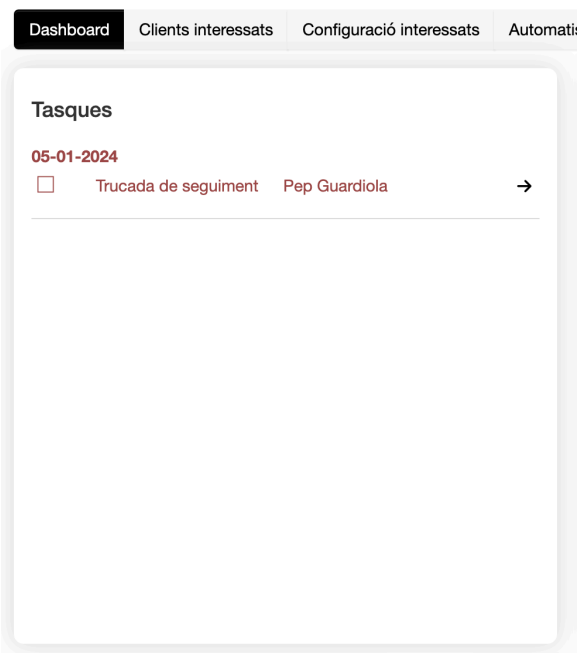 Dashboard Clients interessats Configuració interessats
Tasques
05-01-2024
Trucada de seguiment Pep Guardiola